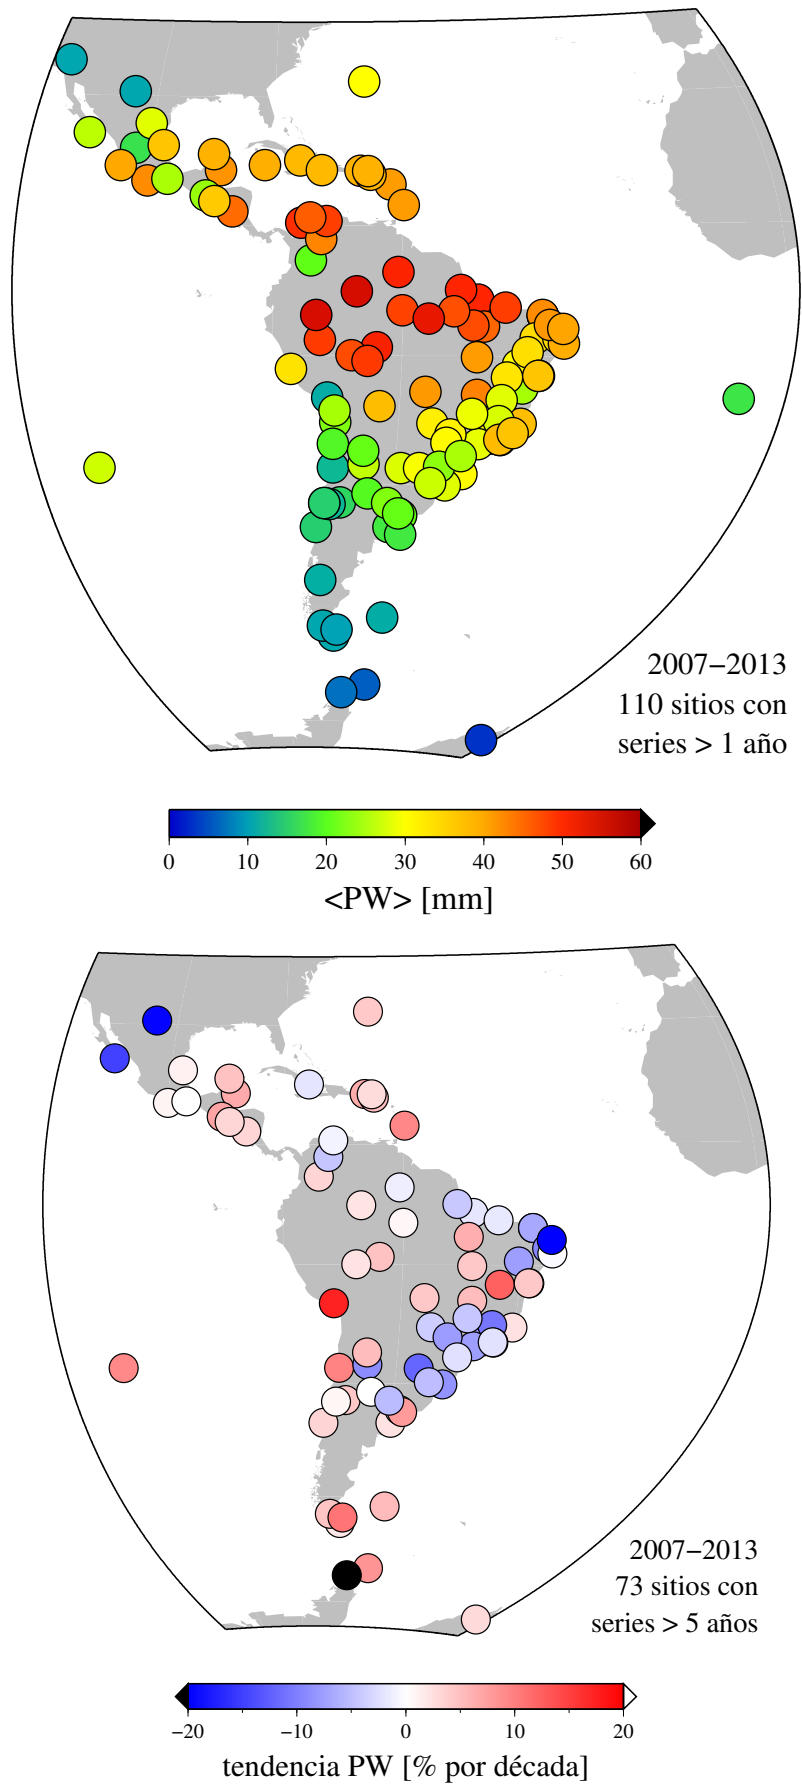 2007−2013
110 sitios con
series > 1 año
0 10 20 30 40 50 60
<PW> [mm]
2007−2013
73 sitios con
series > 5 años
−20 −10 0 10 20
tendencia PW [% por década]